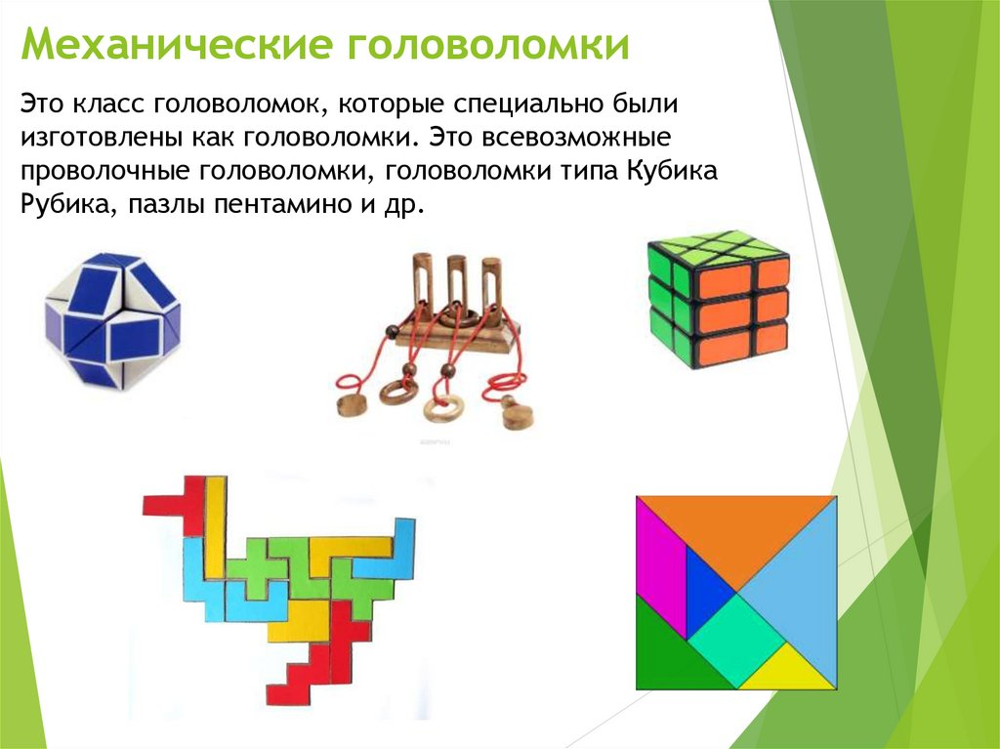 Механические головоломки
Это класс головоломок, которые специально были
изготовлены как головоломки. Это всевозможные
проволочные головоломки, головоломки типа Кубика
Рубика, пазлы пентамино и др.